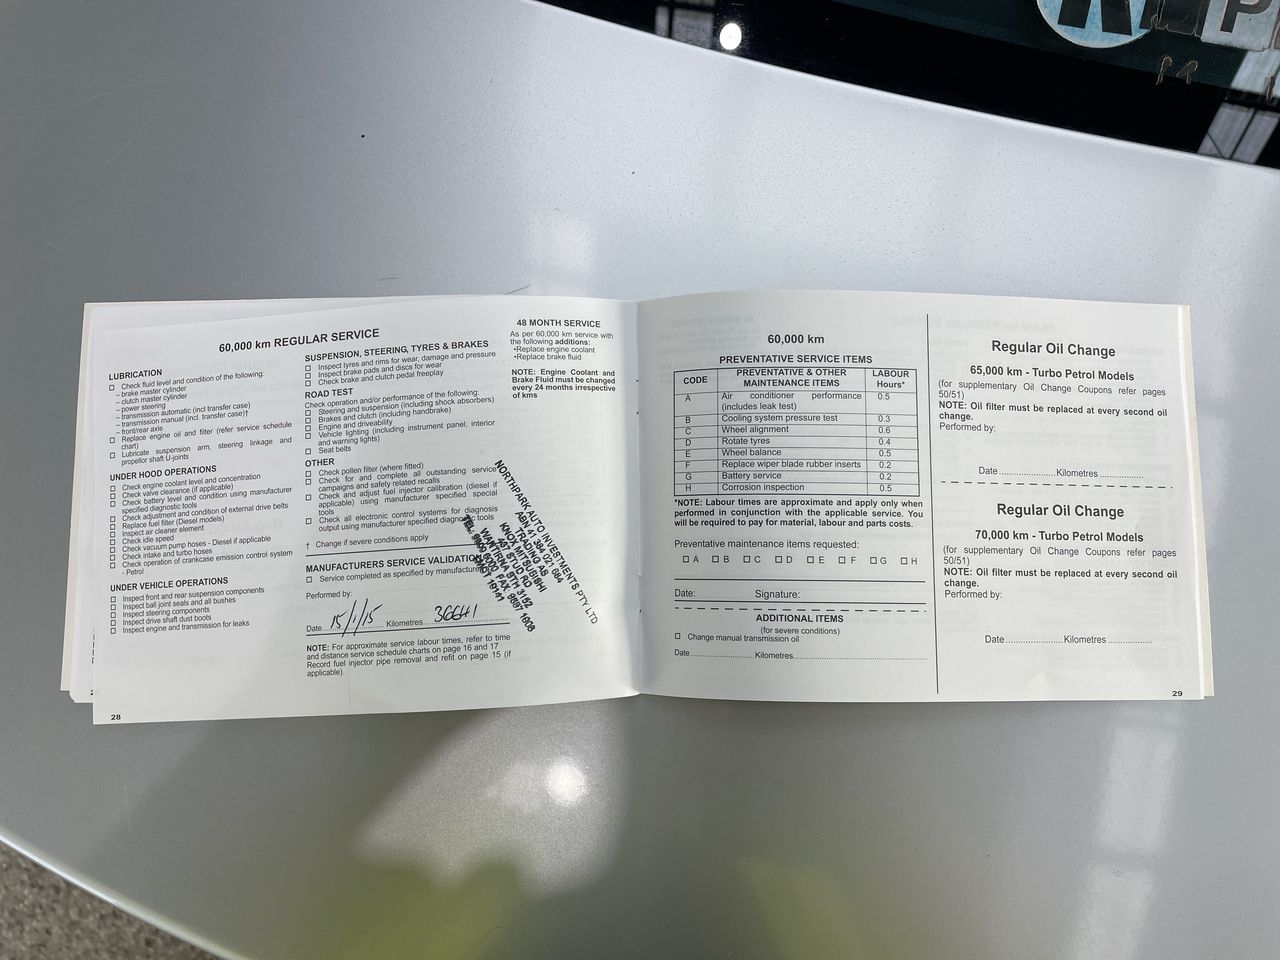 60,000 km REGULAR SERVICE
LUBRICATION
Check fluid level and condition of the following:
– brake master cylinder
– clutch master cylinder
– power steering
– transmission automatic (incl transfer case)
– transmission manual (incl. transfer case)†
– front/rear axle
Replace engine oil and filter (refer service schedule
chart)
Lubricate suspension arm, steering linkage and
propellor shaft U-joints
UNDER HOOD OPERATIONS
Check engine coolant level and concentration
Check valve clearance (if applicable)
Check battery level and condition using manufacturer
specified diagnostic tools
Check adjustment and condition of external drive belts
Replace fuel filter (Diesel models)
Inspect air cleaner element
Check idle speed
Check vacuum pump hoses - Diesel if applicable
Check intake and turbo hoses
Check operation of crankcase emission control system
- Petrol
UNDER VEHICLE OPERATIONS
Inspect front and rear suspension components
Inspect ball joint seals and all bushes
Inspect steering components
Inspect drive shaft dust boots
Inspect engine and transmission for leaks
28
SUSPENSION, STEERING, TYRES & BRAKES
Inspect tyres and rims for wear, damage and pressure
Inspect brake pads and discs for wear
Check brake and clutch pedal freeplay
ROAD TEST
Check operation and/or performance of the following:
Steering and suspension (including shock absorbers)
Brakes and clutch (including handbrake)
Engine and driveability
Vehicle lighting (including instrument panel, interior
and warning lights)
Seat belts
OTHER
Check pollen filter (where fitted)
Check for and complete all outstanding service
campaigns and safety related recalls
Check and adjust fuel injector calibration (diesel if
applicable) using manufacturer specified special
tools
Check all electronic control systems for diagnosis
output using manufacturer specified diagnostic tools
† Change if severe conditions apply
MANUFACTURERS SERVICE VALIDATION
Service completed as specified by manufacturer
Performed by:
Date 15/1/15 Kilometres 36641
NOTE: For approximate service labour times, refer to time
and distance service schedule charts on page 16 and 17
Record fuel injector pipe removal and refit on page 15 (if
applicable).
48 MONTH SERVICE
As per 60,000 km service with
the following additions:
•Replace engine coolant
•Replace brake fluid
NOTE: Engine Coolant and
Brake Fluid must be changed
every 24 months irrespective
of kms
NORTHPARK AUTO INVESTMENTS PTY LTD
TRADING AS
KNOX MITSUBISHI
WANTIRNA STH 3152
60,000 km
PREVENTATIVE SERVICE ITEMS
CODE PREVENTATIVE & OTHER MAINTENANCE ITEMS LABOUR Hours*
A Air conditioner performance (includes leak test) 0.5
B Cooling system pressure test 0.3
C Wheel alignment 0.6
D Rotate tyres 0.4
E Wheel balance 0.5
F Replace wiper blade rubber inserts 0.2
G Battery service 0.2
H Corrosion inspection 0.5
*NOTE: Labour times are approximate and apply only when
performed in conjunction with the applicable service. You
will be required to pay for material, labour and parts costs.
Preventative maintenance items requested:
A B C D E F G H
Date: Signature:
ADDITIONAL ITEMS
(for severe conditions)
Change manual transmission oil
Date Kilometres
Regular Oil Change
65,000 km - Turbo Petrol Models
(for supplementary Oil Change Coupons refer pages
50/51)
NOTE: Oil filter must be replaced at every second oil
change.
Performed by:
Date Kilometres
Regular Oil Change
70,000 km - Turbo Petrol Models
(for supplementary Oil Change Coupons refer pages
50/51)
NOTE: Oil filter must be replaced at every second oil
change.
Performed by:
Date Kilometres
29